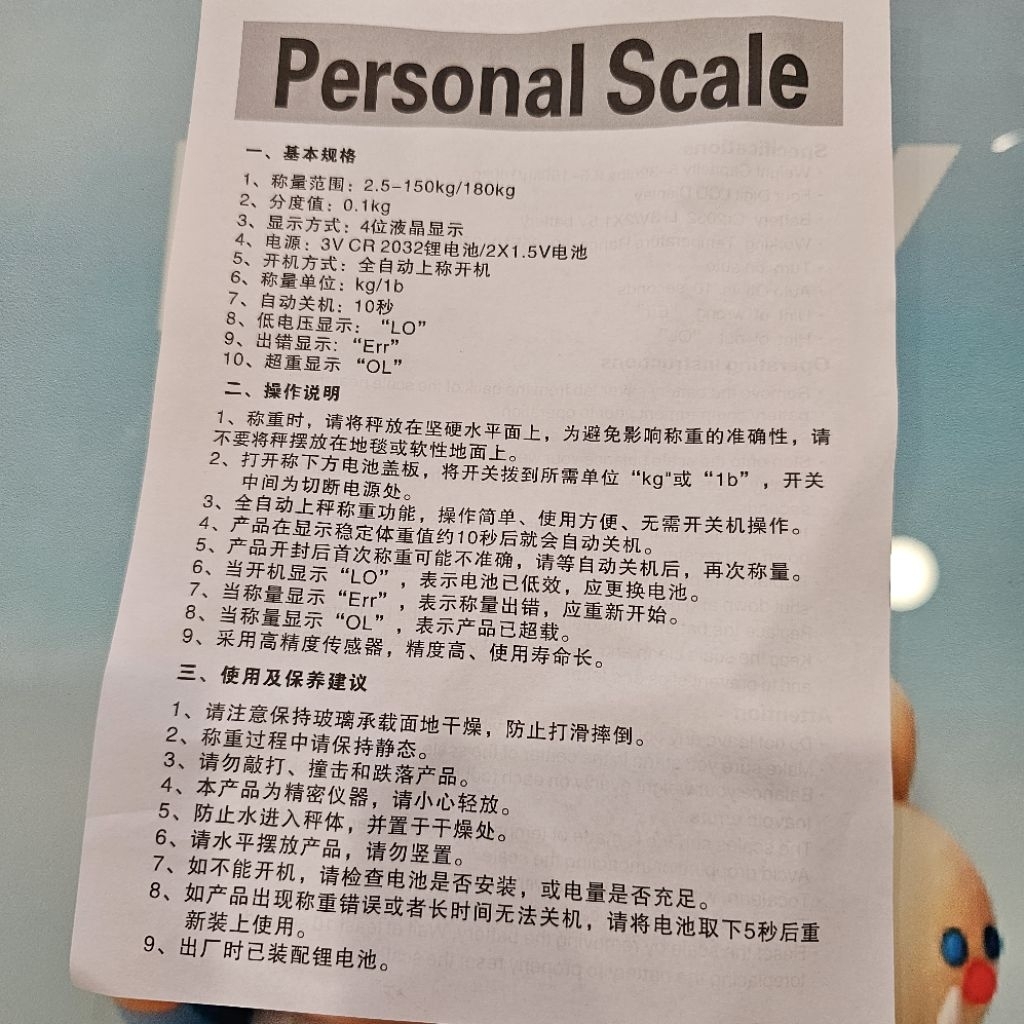 Personal Scale
一、基本规格
1、称量范围：2.5-150kg/180kg
2、分度值：0.1kg
3、显示方式：4位液晶显示
4、电源：3V CR 2032锂电池/2X1.5V电池
5、开机方式：全自动上称开机
6、称量单位：kg/1b
7、自动关机：10秒
8、低电压显示：“LO”
9、出错显示：“Err”
10、超重显示 “OL”
二、操作说明
1、称重时，请将秤放在坚硬水平面上，为避免影响称重的准确性，请
不要将秤摆放在地毯或软性地面上。
2、打开称下方电池盖板，将开关拨到所需单位“kg"或“1b”，开关
中间为切断电源处。
3、全自动上秤称重功能，操作简单、使用方便、无需开关机操作。
4、产品在显示稳定体重值约10秒后就会自动关机。
5、产品开封后首次称重可能不准确，请等自动关机后，再次称量。
6、当开机显示“LO”，表示电池已低效，应更换电池。
7、当称量显示“Err”，表示称量出错，应重新开始。
8、当称量显示“OL”，表示产品已超载。
9、采用高精度传感器，精度高、使用寿命长。
三、使用及保养建议
1、请注意保持玻璃承载面地干燥，防止打滑摔倒。
2、称重过程中请保持静态。
3、请勿敲打、撞击和跌落产品。
4、本产品为精密仪器，请小心轻放。
5、防止水进入秤体，并置于干燥处。
6、请水平摆放产品，请勿竖置。
7、如不能开机，请检查电池是否安装，或电量是否充足。
8、如产品出现称重错误或者长时间无法关机，请将电池取下5秒后重
新装上使用。
9、出厂时已装配锂电池。